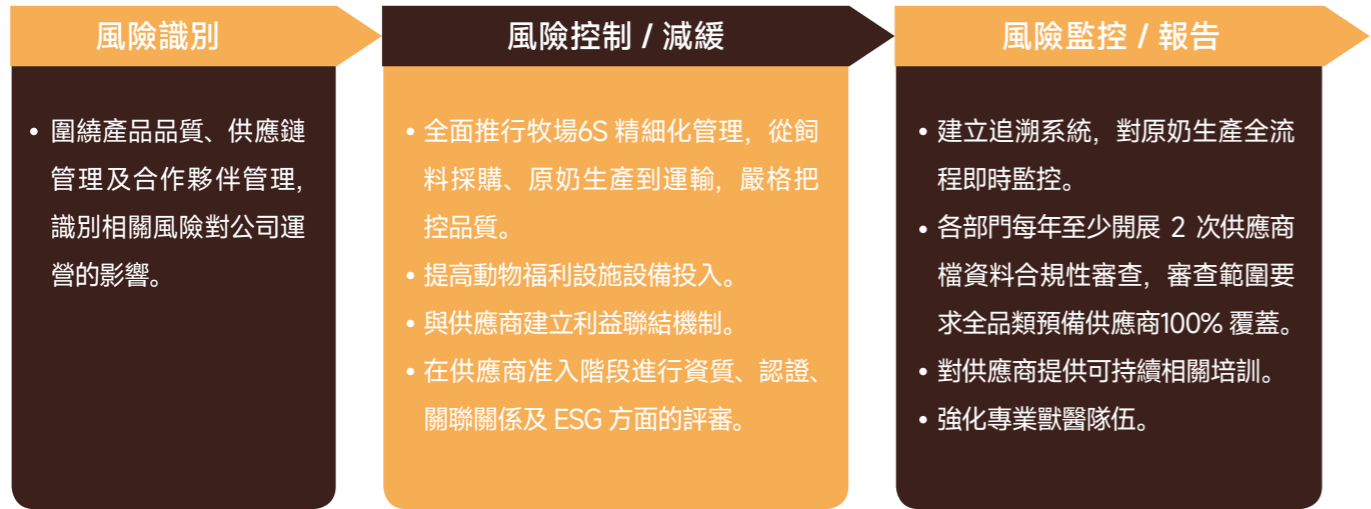 風險識別
• 圍繞產品品質、供應鏈
管理及合作夥伴管理,
識別相關風險對公司運
營的影響。
風險控制 / 減緩
• 全面推行牧場6S 精細化管理, 從飼
料採購、原奶生產到運輸, 嚴格把
控品質。
• 提高動物福利設施設備投入。
• 與供應商建立利益聯結機制。
• 在供應商准入階段進行資質、認證、
關聯關係及 ESG 方面的評審。
風險監控 / 報告
• 建立追溯系統, 對原奶生產全流
程即時監控。
• 各部門每年至少開展 2 次供應商
檔資料合規性審查, 審查範圍要
求全品類預備供應商100% 覆蓋。
• 對供應商提供可持續相關培訓。
• 強化專業獸醫隊伍。